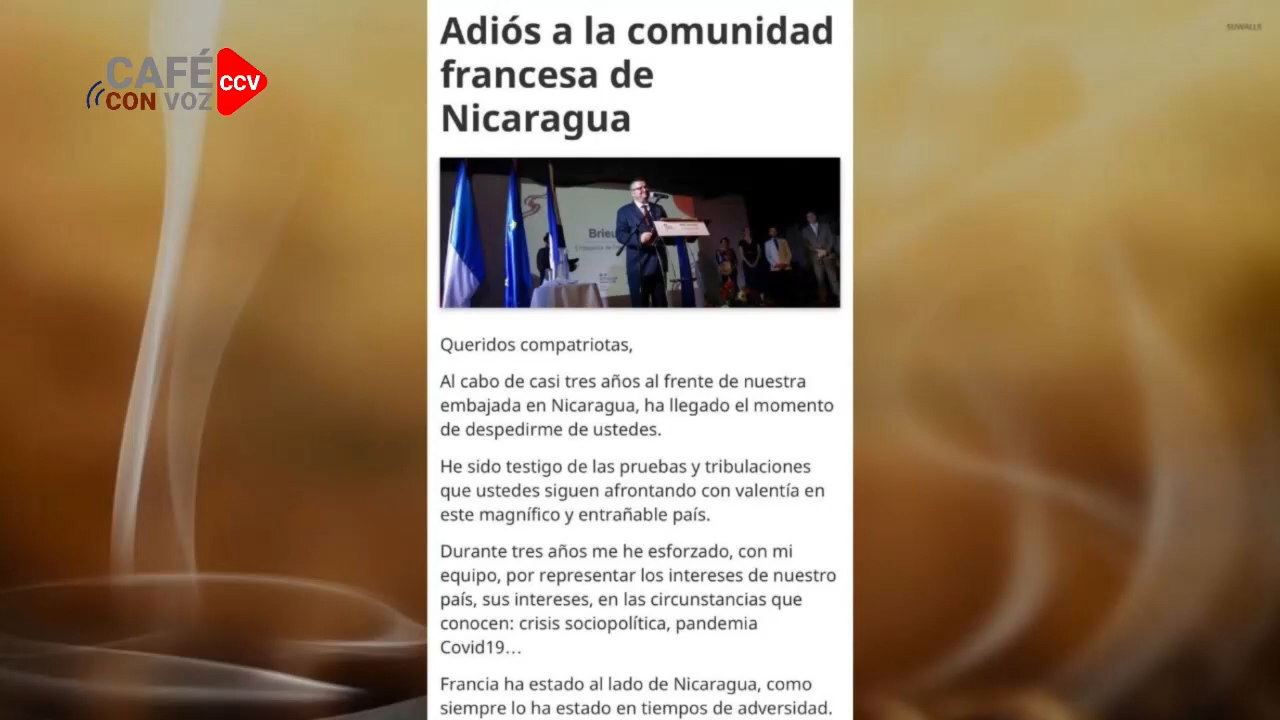 CAFÉ
CON VOZ
CCV
SUWALLS
Adiós a la comunidad
francesa de
Nicaragua
Brieu
Queridos compatriotas,
Al cabo de casi tres años al frente de nuestra
embajada en Nicaragua, ha llegado el momento
de despedirme de ustedes.
He sido testigo de las pruebas y tribulaciones
que ustedes siguen afrontando con valentía en
este magnífico y entrañable país.
Durante tres años me he esforzado, con mi
equipo, por representar los intereses de nuestro
país, sus intereses, en las circunstancias que
conocen: crisis sociopolítica, pandemia
Covid19…
Francia ha estado al lado de Nicaragua, como
siempre lo ha estado en tiempos de adversidad.